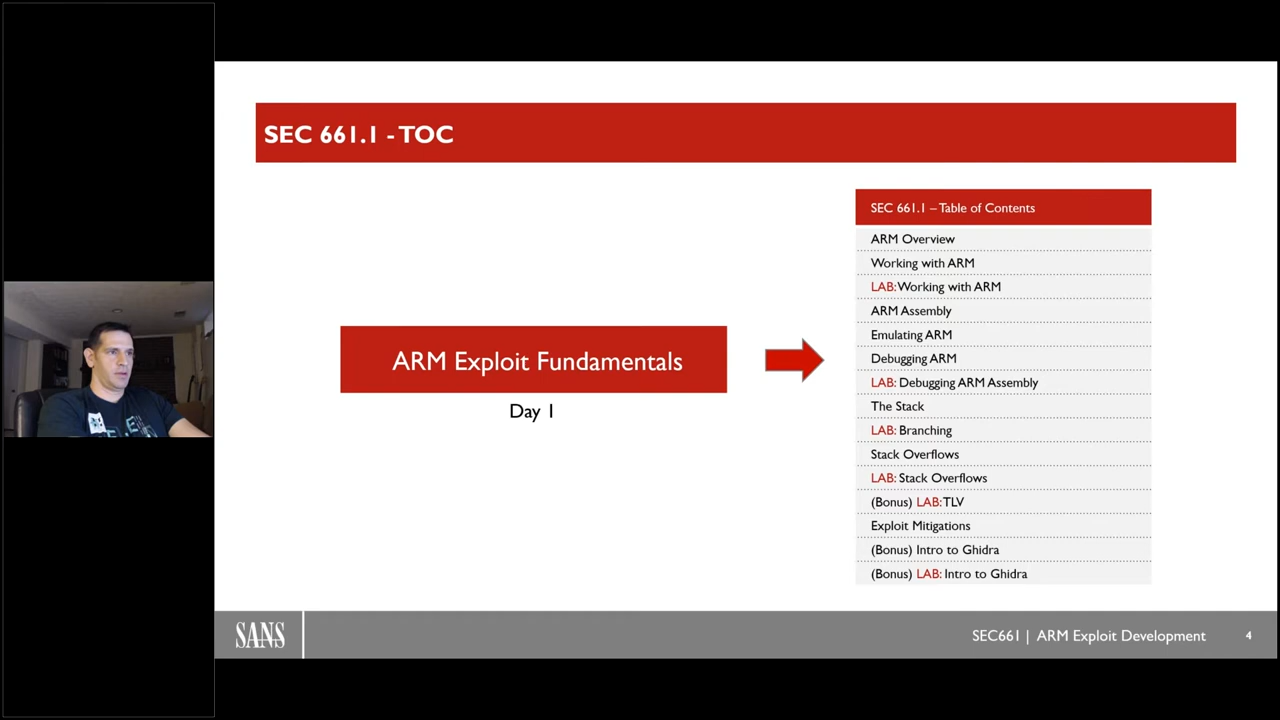 SEC 661.1 - TOC
ARM Exploit Fundamentals
Day 1
SEC 661.1 – Table of Contents
ARM Overview
Working with ARM
LAB: Working with ARM
ARM Assembly
Emulating ARM
Debugging ARM
LAB: Debugging ARM Assembly
The Stack
LAB: Branching
Stack Overflows
LAB: Stack Overflows
(Bonus) LAB: TLV
Exploit Mitigations
(Bonus) Intro to Ghidra
(Bonus) LAB: Intro to Ghidra
SANS
SEC661 | ARM Exploit Development
4